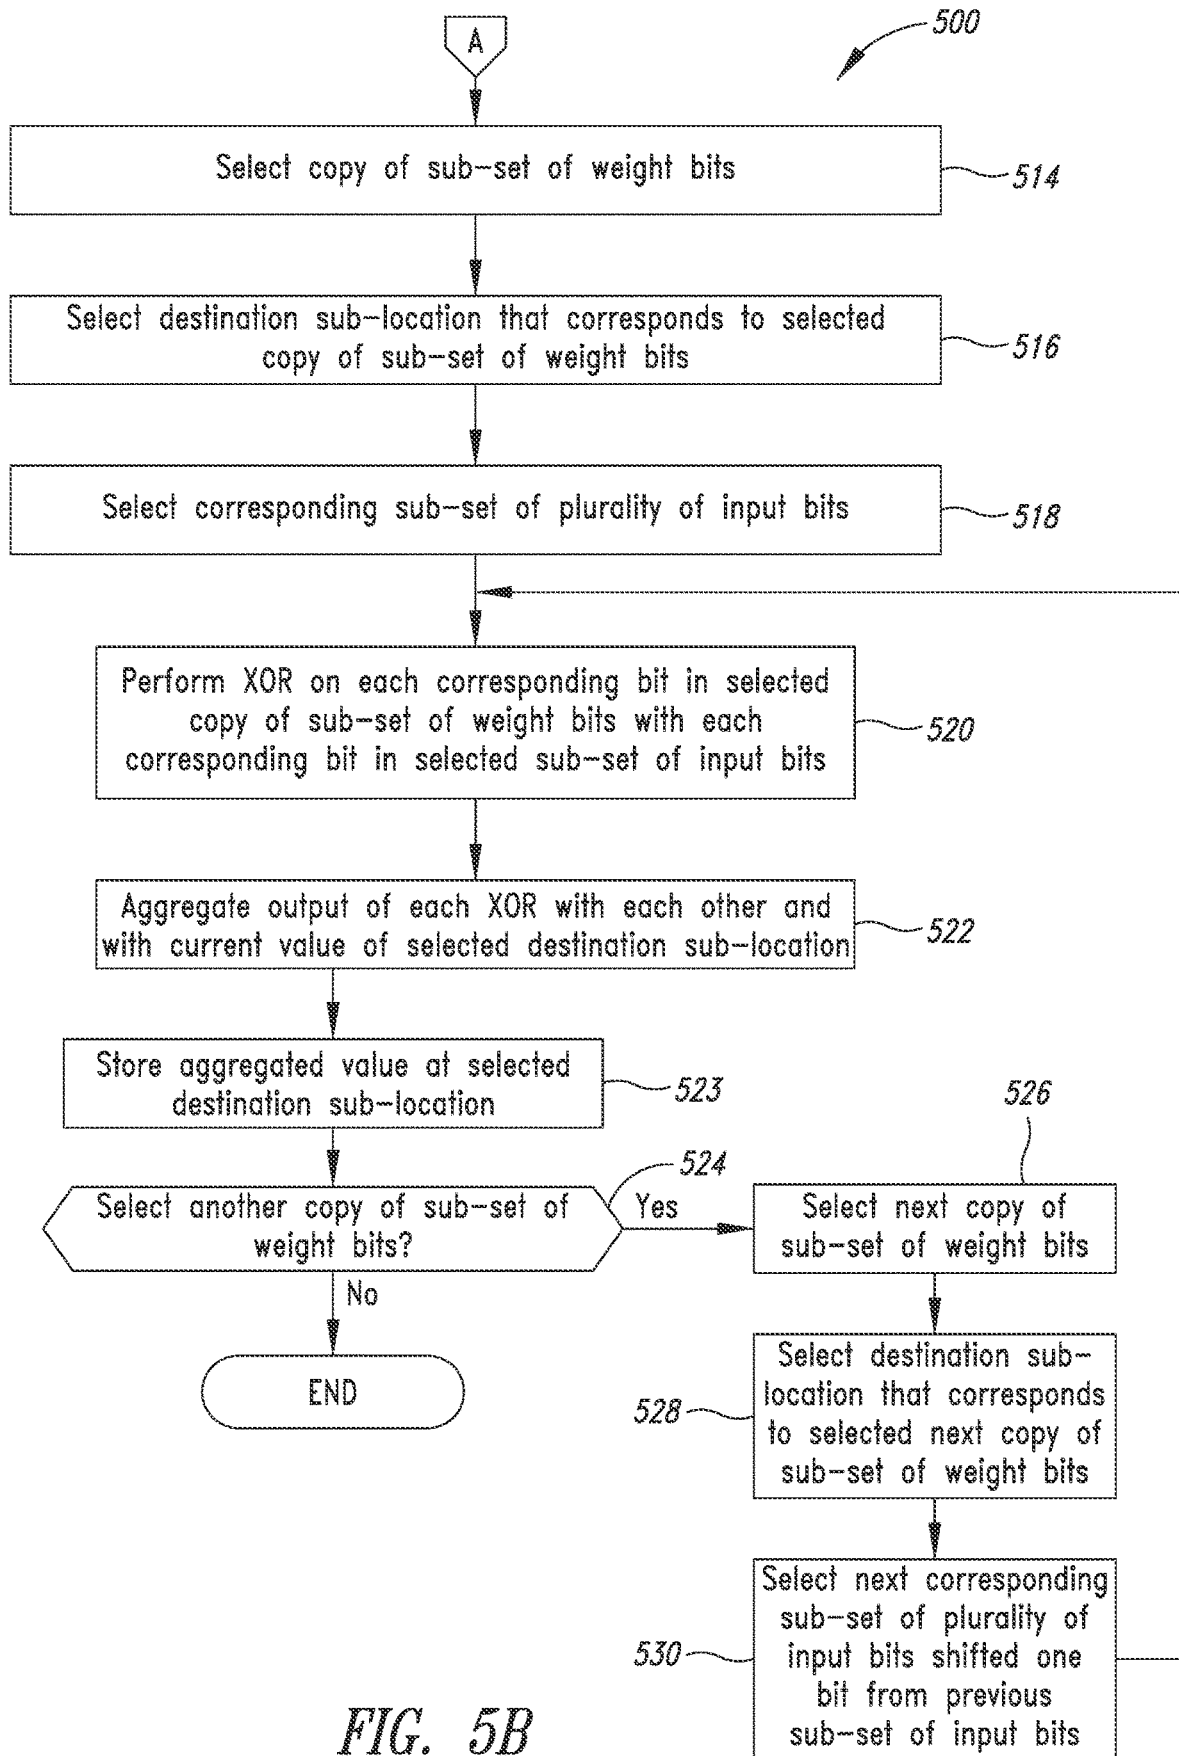 A
500
Select copy of sub-set of weight bits
514
Select destination sub-location that corresponds to selected
copy of sub-set of weight bits
516
Select corresponding sub-set of plurality of input bits
518
Perform XOR on each corresponding bit in selected
copy of sub-set of weight bits with each
corresponding bit in selected sub-set of input bits
520
Aggregate output of each XOR with each other and
with current value of selected destination sub-location
522
Store aggregated value at selected
destination sub-location
523
Select another copy of sub-set of
weight bits?
524
Yes
No
END
526
Select next copy of
sub-set of weight bits
Select destination sub-
location that corresponds
to selected next copy of
sub-set of weight bits
528
Select next corresponding
sub-set of plurality of
input bits shifted one
bit from previous
sub-set of input bits
530
FIG. 5B